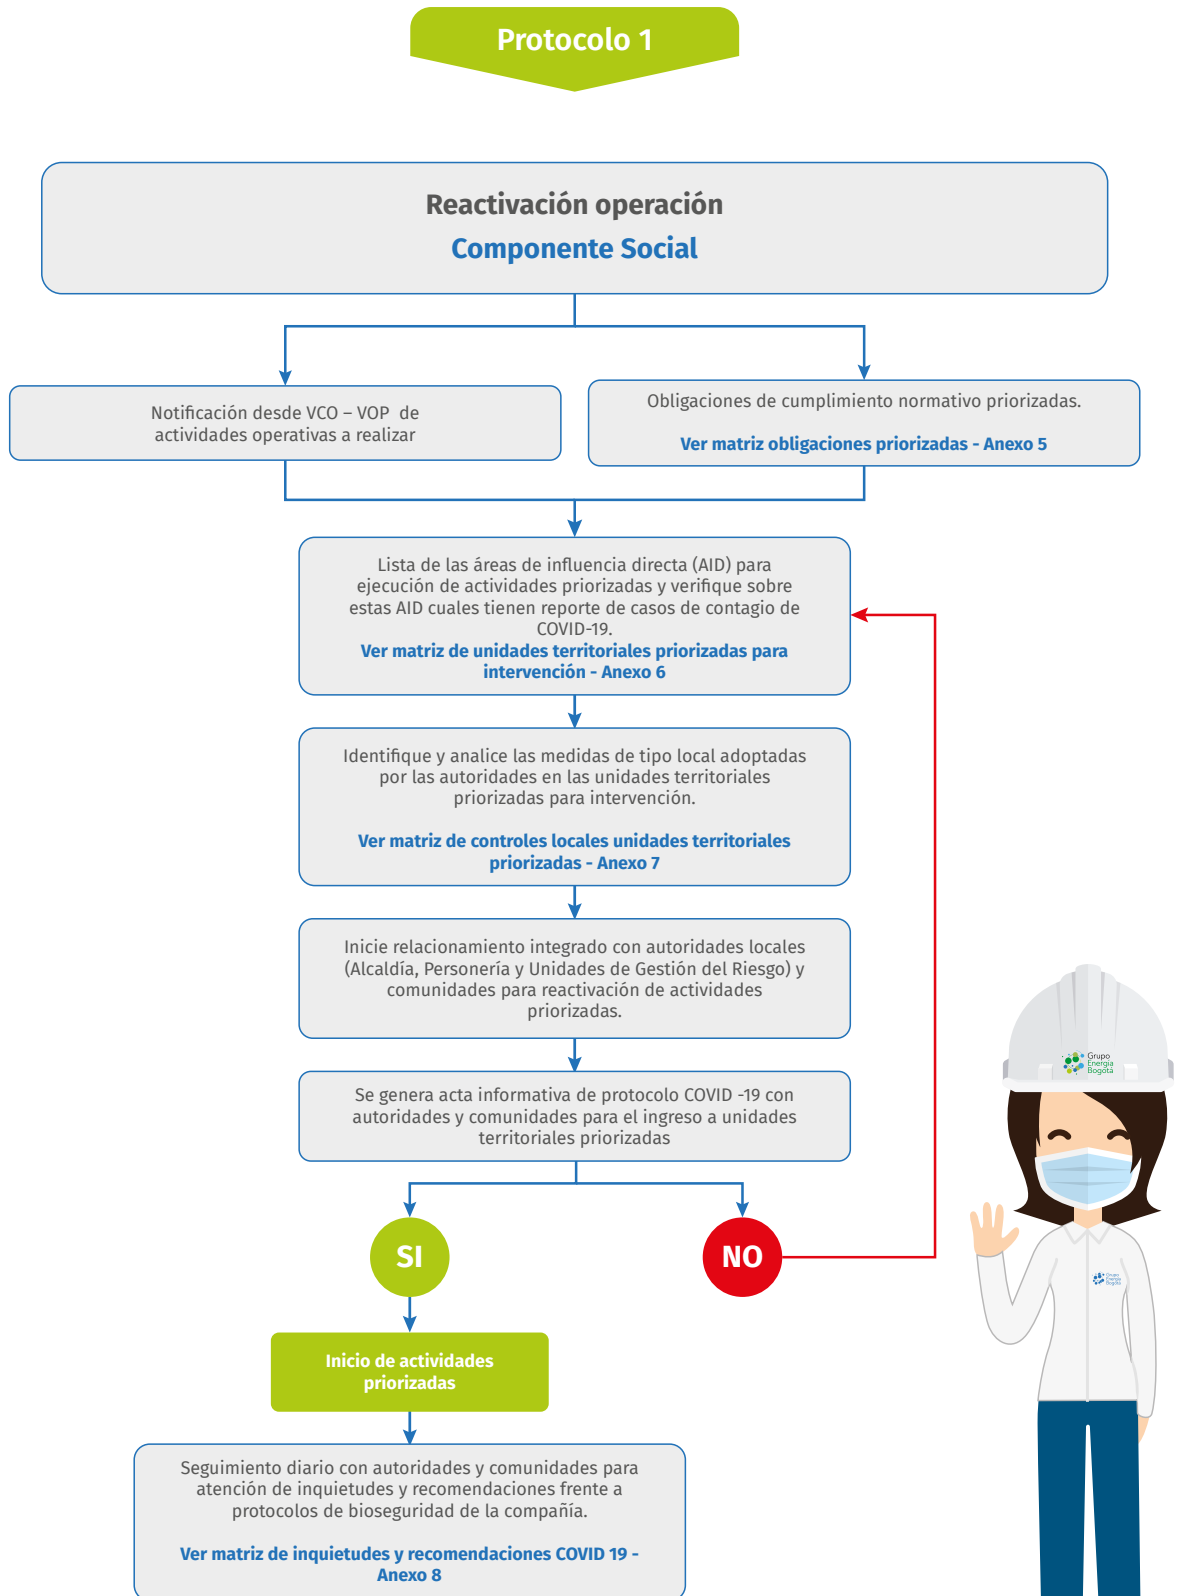 Protocolo 1
Reactivación operación
Componente Social
Notificación desde VCO – VOP de
actividades operativas a realizar
Obligaciones de cumplimiento normativo priorizadas.
Ver matriz obligaciones priorizadas - Anexo 5
Lista de las áreas de influencia directa (AID) para
ejecución de actividades priorizadas y verifique sobre
estas AID cuales tienen reporte de casos de contagio de
COVID-19.
Ver matriz de unidades territoriales priorizadas para
intervención - Anexo 6
Identifique y analice las medidas de tipo local adoptadas
por las autoridades en las unidades territoriales
priorizadas para intervención.
Ver matriz de controles locales unidades territoriales
priorizadas - Anexo 7
Inicie relacionamiento integrado con autoridades locales
(Alcaldía, Personería y Unidades de Gestión del Riesgo) y
comunidades para reactivación de actividades
priorizadas.
Se genera acta informativa de protocolo COVID -19 con
autoridades y comunidades para el ingreso a unidades
territoriales priorizadas
SI
NO
Inicio de actividades
priorizadas
Seguimiento diario con autoridades y comunidades para
atención de inquietudes y recomendaciones frente a
protocolos de bioseguridad de la compañía.
Ver matriz de inquietudes y recomendaciones COVID 19 -
Anexo 8
Grupo
Energía
Bogotá
Grupo
Energía
Bogotá